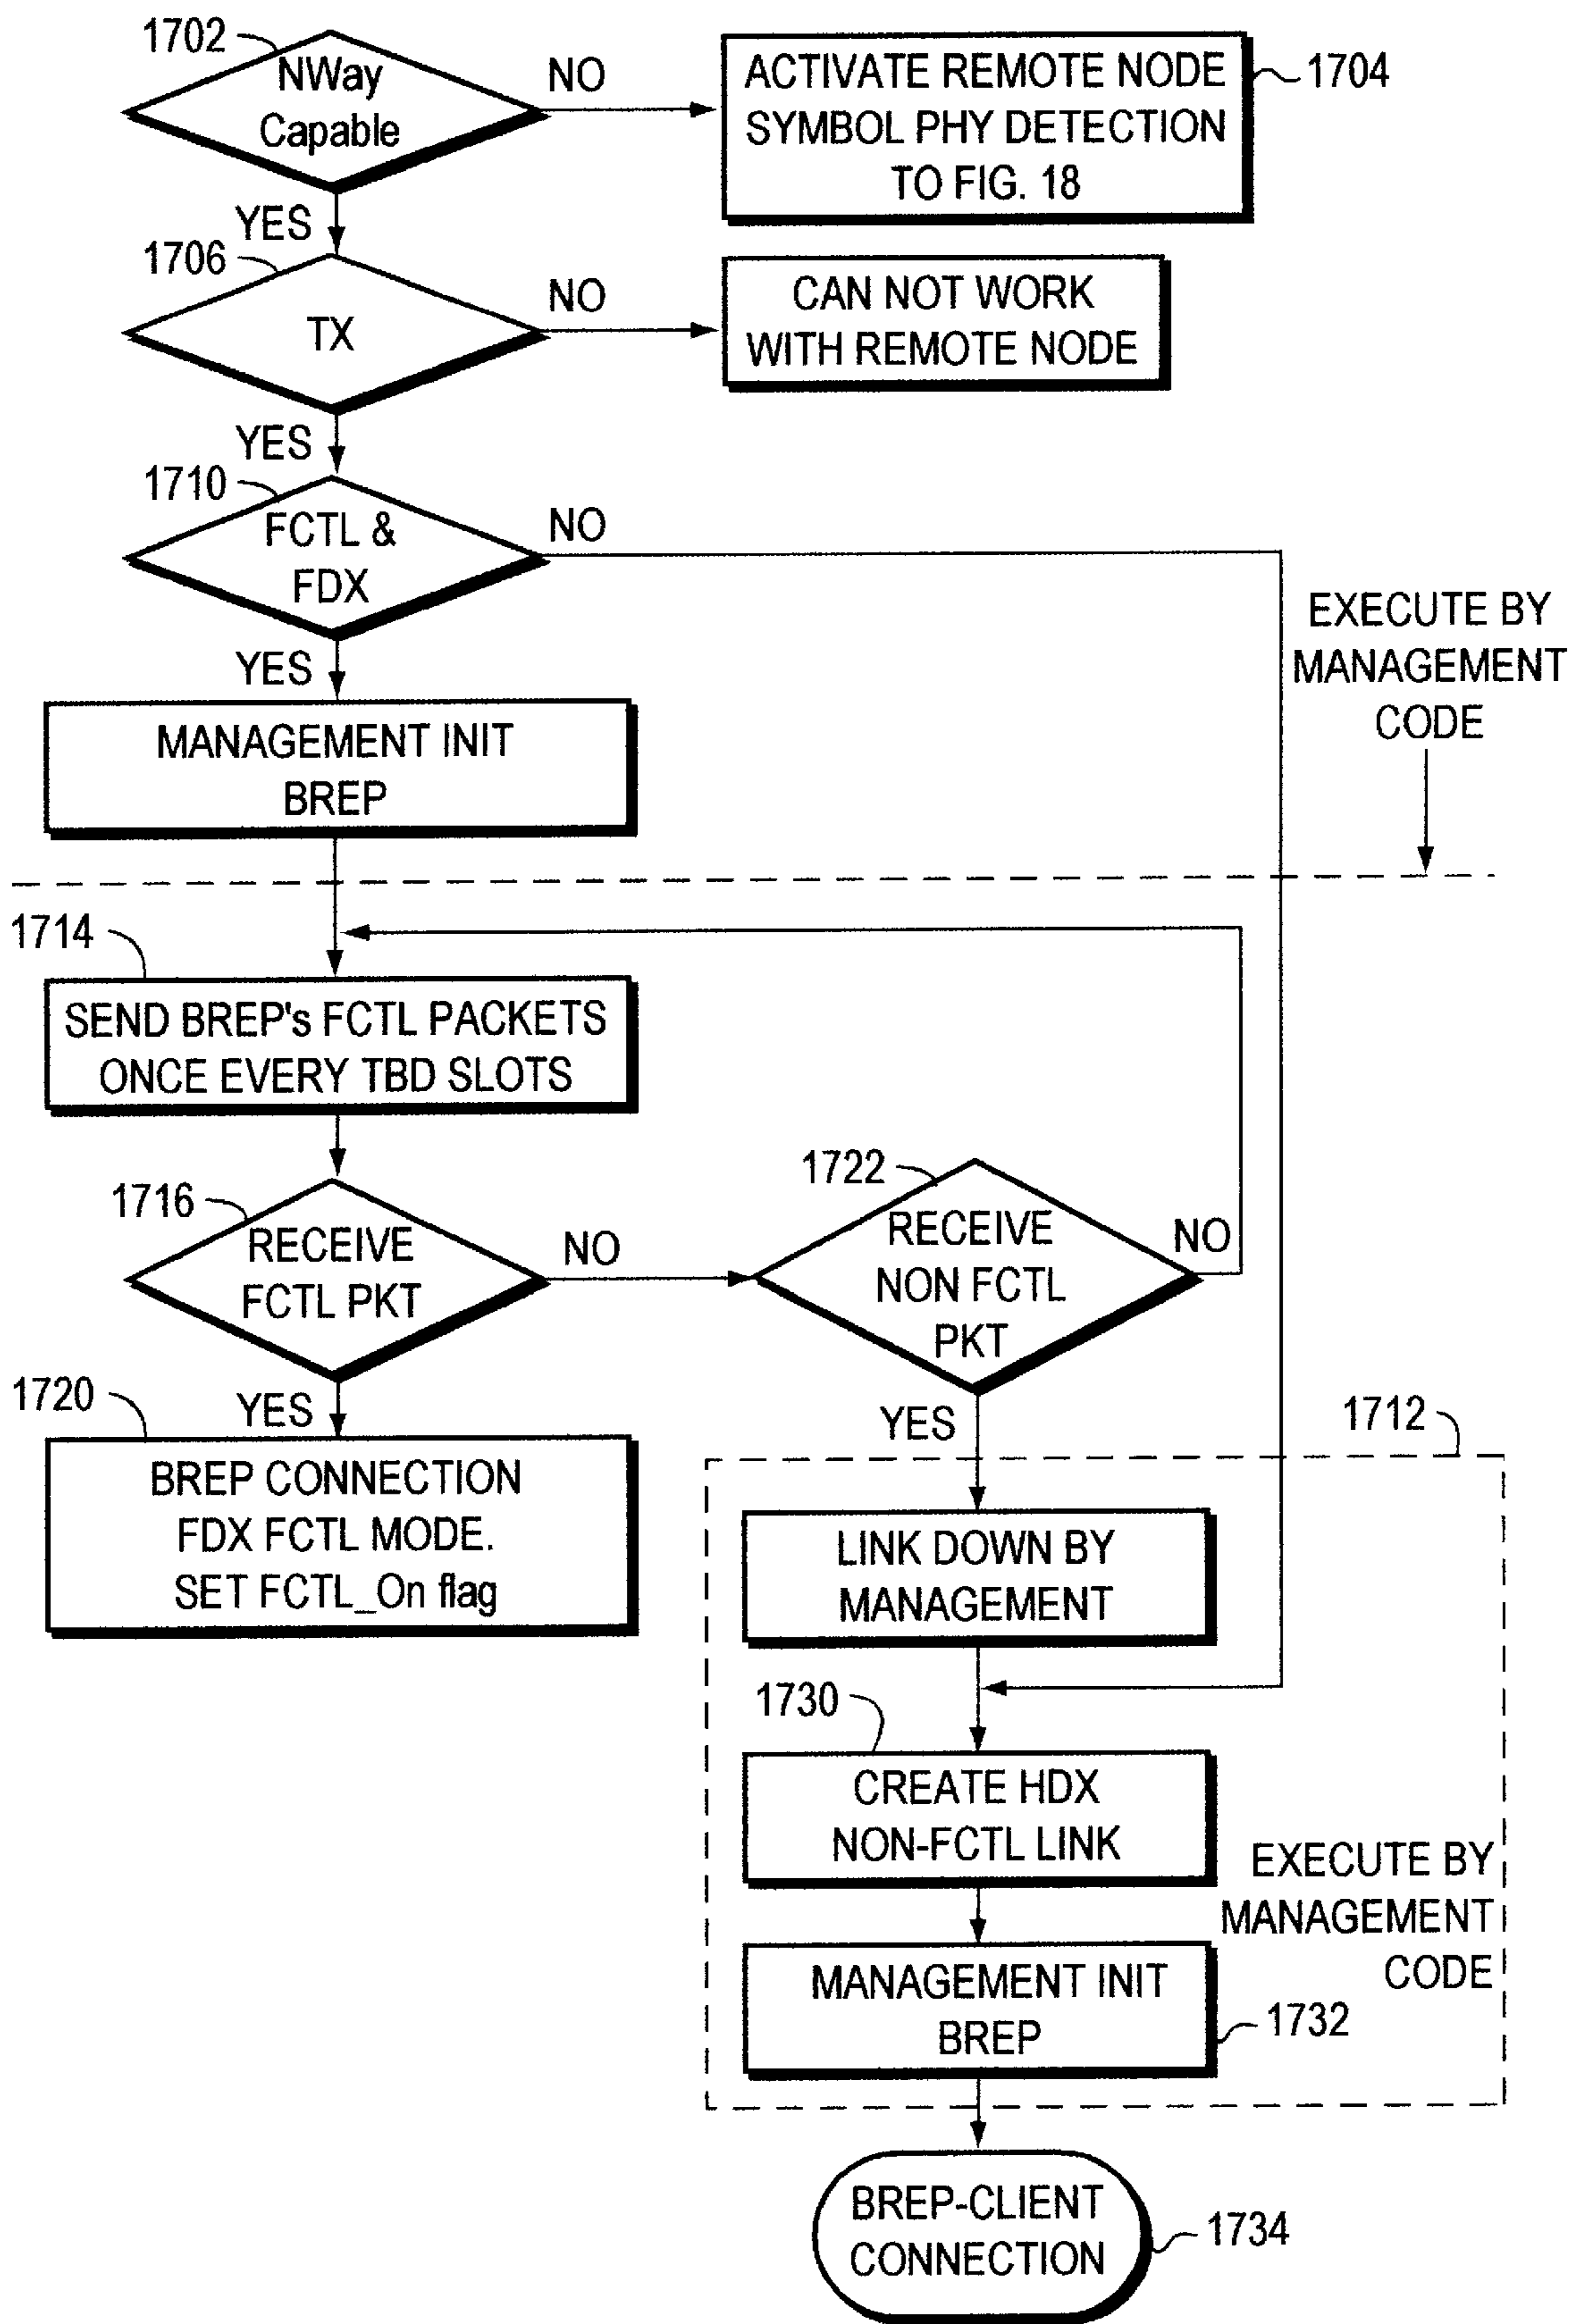 1702
NWay
Capable
NO
ACTIVATE REMOTE NODE
SYMBOL PHY DETECTION
TO FIG. 18
1704
YES
1706
TX
NO
CAN NOT WORK
WITH REMOTE NODE
YES
1710
FCTL &
FDX
NO
EXECUTE BY
MANAGEMENT
CODE
YES
MANAGEMENT INIT
BREP
1714
SEND BREP's FCTL PACKETS
ONCE EVERY TBD SLOTS
1716
RECEIVE
FCTL PKT
NO
1722
RECEIVE
NON FCTL
PKT
NO
1720
YES
BREP CONNECTION
FDX FCTL MODE.
SET FCTL_On flag
YES
1712
LINK DOWN BY
MANAGEMENT
1730
CREATE HDX
NON-FCTL LINK
EXECUTE BY
MANAGEMENT
CODE
MANAGEMENT INIT
BREP
1732
BREP-CLIENT
CONNECTION
1734